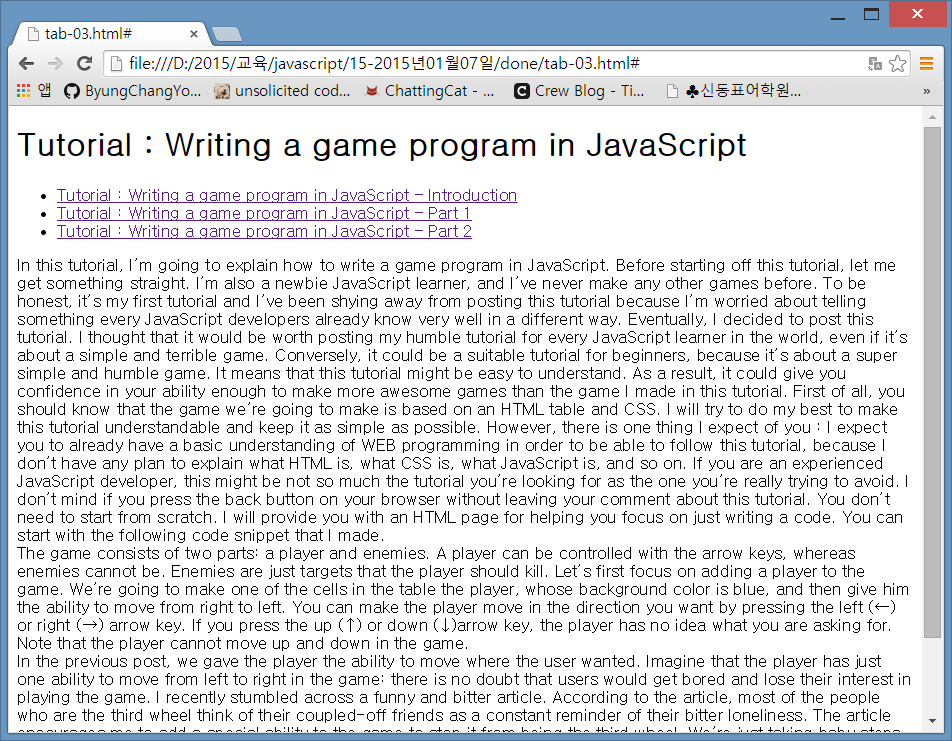 tab-03.html#
file:///D:/2015/교육/javascript/15-2015년01월07일/done/tab-03.html#
앱 ByungChangYo... unsolicited cod... ChattingCat - ... Crew Blog - Ti... ♣신동표어학원... »
Tutorial : Writing a game program in JavaScript
• Tutorial : Writing a game program in JavaScript - Introduction
• Tutorial : Writing a game program in JavaScript - Part 1
• Tutorial : Writing a game program in JavaScript - Part 2
In this tutorial, I'm going to explain how to write a game program in JavaScript. Before starting off this tutorial, let me
get something straight. I'm also a newbie JavaScript learner, and I've never make any other games before. To be
honest, it's my first tutorial and I've been shying away from posting this tutorial because I'm worried about telling
something every JavaScript developers already know very well in a different way. Eventually, I decided to post this
tutorial. I thought that it would be worth posting my humble tutorial for every JavaScript learner in the world, even if it's
about a simple and terrible game. Conversely, it could be a suitable tutorial for beginners, because it's about a super
simple and humble game. It means that this tutorial might be easy to understand. As a result, it could give you
confidence in your ability enough to make more awesome games than the game I made in this tutorial. First of all, you
should know that the game we're going to make is based on an HTML table and CSS. I will try to do my best to make
this tutorial understandable and keep it as simple as possible. However, there is one thing I expect of you : I expect
you to already have a basic understanding of WEB programming in order to be able to follow this tutorial, because I
don't have any plan to explain what HTML is, what CSS is, what JavaScript is, and so on. If you are an experienced
JavaScript developer, this might be not so much the tutorial you're looking for as the one you're really trying to avoid. I
don't mind if you press the back button on your browser without leaving your comment about this tutorial. You don't
need to start from scratch. I will provide you with an HTML page for helping you focus on just writing a code. You can
start with the following code snippet that I made.
The game consists of two parts: a player and enemies. A player can be controlled with the arrow keys, whereas
enemies cannot be. Enemies are just targets that the player should kill. Let's first focus on adding a player to the
game. We're going to make one of the cells in the table the player, whose background color is blue, and then give him
the ability to move from right to left. You can make the player move in the direction you want by pressing the left (←)
or right (→) arrow key. If you press the up (↑) or down (↓)arrow key, the player has no idea what you are asking for.
Note that the player cannot move up and down in the game.
In the previous post, we gave the player the ability to move where the user wanted. Imagine that the player has just
one ability to move from left to right in the game: there is no doubt that users would get bored and lose their interest in
playing the game. I recently stumbled across a funny and bitter article. According to the article, most of the people
who are the third wheel think of their coupled-off friends as a constant reminder of their bitter loneliness. The article
encourages me to add a special ability to the game to stop it from being the third wheel. We're just taking baby steps